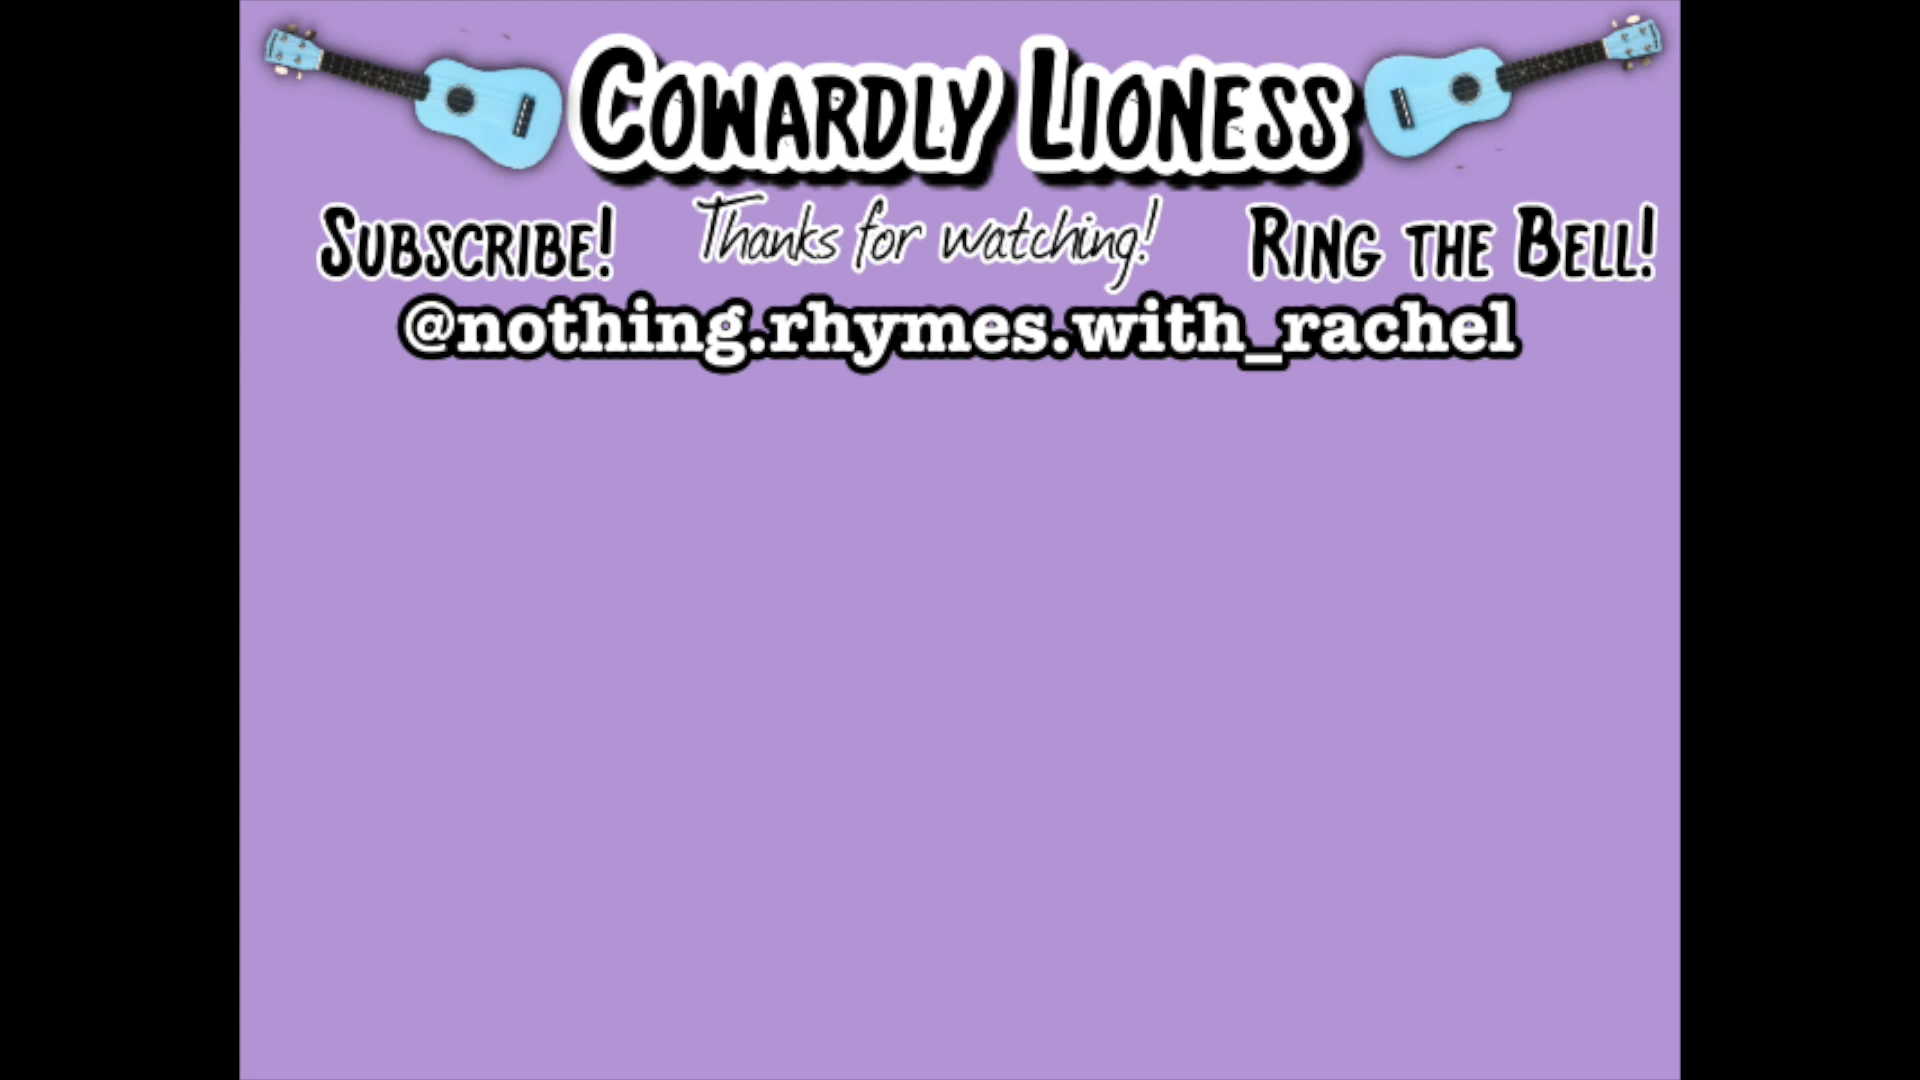 Cowardly Lioness
Subscribe! Thanks for watching! Ring the Bell!
@nothing.rhymes.with_rachel